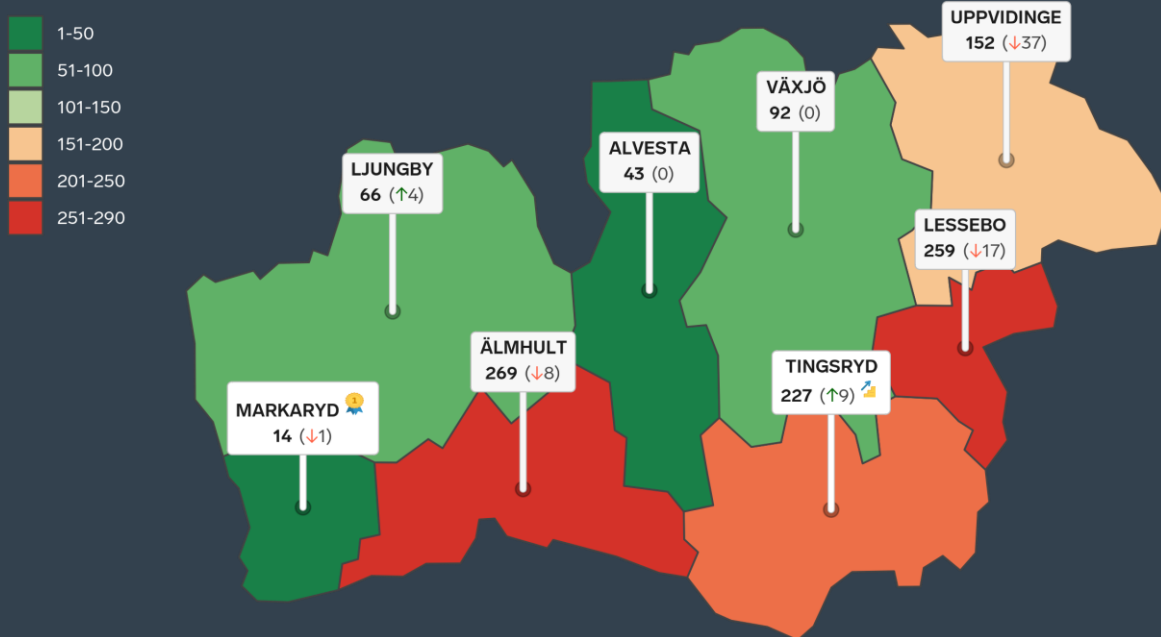 1-50
51-100
101-150
151-200
201-250
251-290
UPPVIDINGE
152 (↓37)
VÄXJÖ
92 (0)
ALVESTA
43 (0)
LJUNGBY
66 (↑4)
LESSEBO
259 (↓17)
ÄLMHULT
269 (↓8)
TINGSRYD
227 (↑9)
MARKARYD 1
14 (↓1)